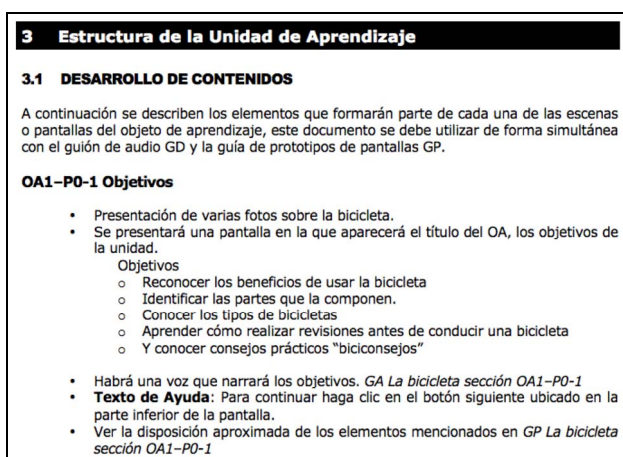 3 Estructura de la Unidad de Aprendizaje
3.1 DESARROLLO DE CONTENIDOS
A continuación se describen los elementos que formarán parte de cada una de las escenas
o pantallas del objeto de aprendizaje, este documento se debe utilizar de forma simultánea
con el guión de audio GD y la guía de prototipos de pantallas GP.
OA1–P0-1 Objetivos
• Presentación de varias fotos sobre la bicicleta.
• Se presentará una pantalla en la que aparecerá el título del OA, los objetivos de
la unidad.
Objetivos
o Reconocer los beneficios de usar la bicicleta
o Identificar las partes que la componen.
o Conocer los tipos de bicicletas
o Aprender cómo realizar revisiones antes de conducir una bicicleta
o Y conocer consejos prácticos “biciconsejos”
• Habrá una voz que narrará los objetivos. GA La bicicleta sección OA1–P0-1
• Texto de Ayuda: Para continuar haga clic en el botón siguiente ubicado en la
parte inferior de la pantalla.
• Ver la disposición aproximada de los elementos mencionados en GP La bicicleta
sección OA1–P0-1